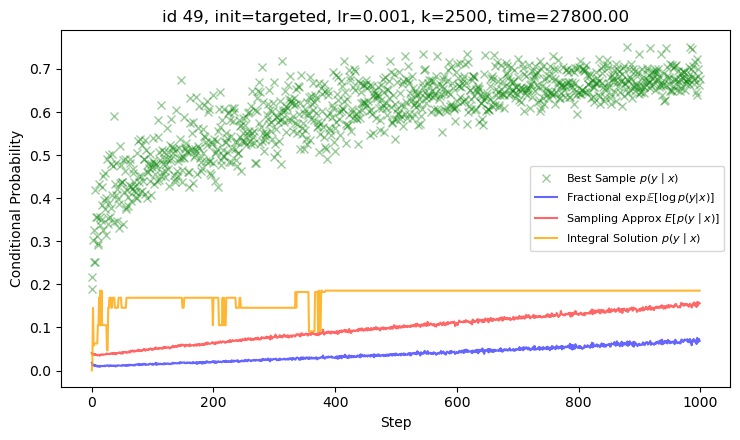 id 49, init=targeted, lr=0.001, k=2500, time=27800.00
Conditional Probability
0.7
0.6
0.5
0.4
0.3
0.2
0.1
0.0
Best Sample p(y | x)
Fractional exp 𝔼[log p(y|x)]
Sampling Approx E[p(y | x)]
Integral Solution p(y | x)
0 200 400 600 800 1000
Step